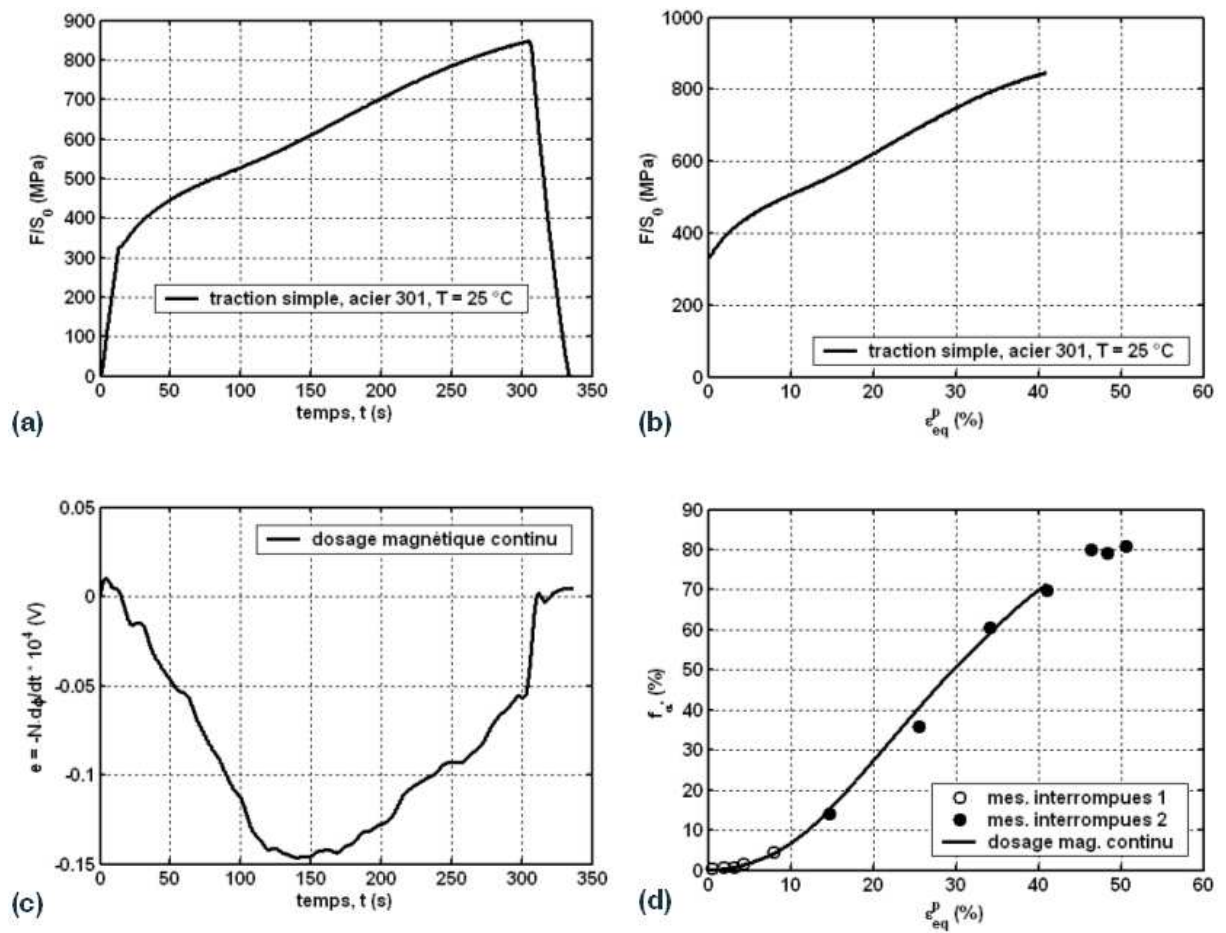 900
800
700
600
500
400
300
200
100
0
F/S0 (MPa)
traction simple, acier 301, T = 25 °C
0 50 100 150 200 250 300 350
temps, t (s)
(a)
1000
800
600
400
200
0
F/S0 (MPa)
traction simple, acier 301, T = 25 °C
0 10 20 30 40 50 60
εpeq (%)
(b)
0.05
0
-0.05
-0.1
-0.15
e = -N.dϕ/dt * 10^4 (V)
dosage magnétique continu
0 50 100 150 200 250 300 350
temps, t (s)
(c)
90
80
70
60
50
40
30
20
10
0
fα' (%)
mes. interrompues 1
mes. interrompues 2
dosage mag. continu
0 10 20 30 40 50 60
εpeq (%)
(d)